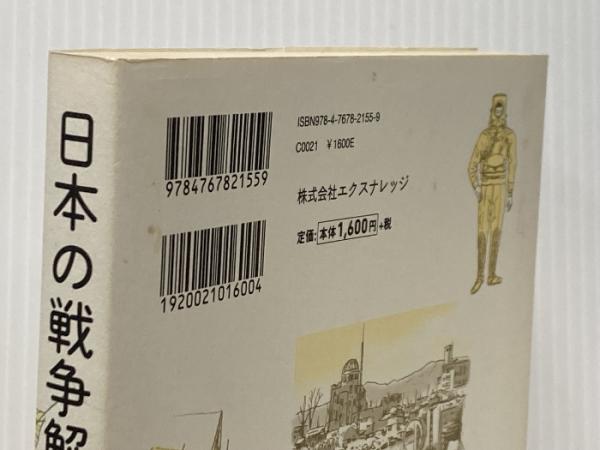 日本の戦争解
ISBN978-4-7678-2155-9
C0021 ¥1600E
9784767821559
株式会社エクスナレッジ
定価:本体1,600円+税
1920021016004